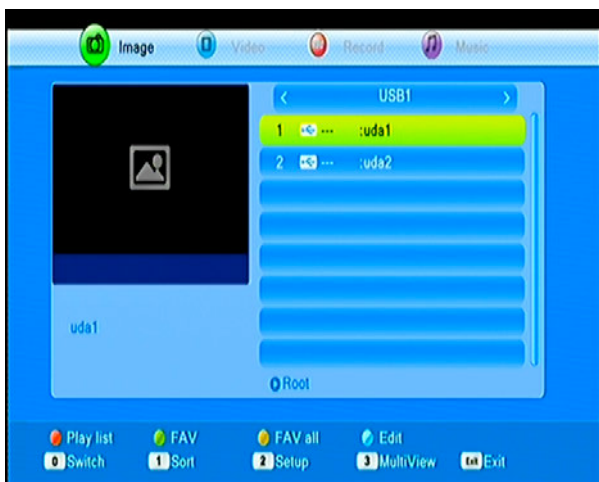 Image Video Record Music
USB1
1 --- :uda1
2 --- :uda2
uda1
Root
Play list FAV FAV all Edit
0 Switch 1 Sort 2 Setup 3 MultiView Exit Exit